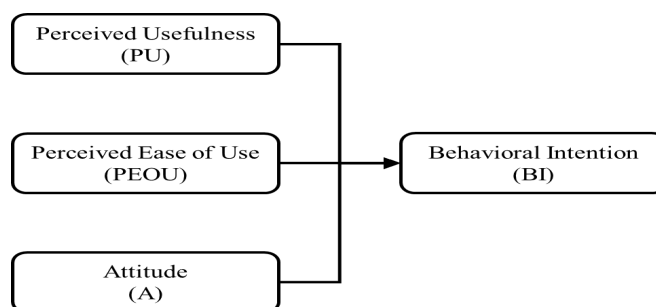 Perceived Usefulness
(PU)
Perceived Ease of Use
(PEOU)
Behavioral Intention
(BI)
Attitude
(A)